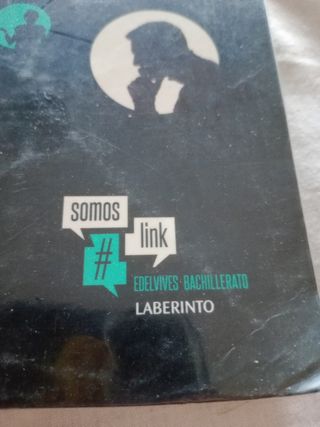 somos
# link
EDELVIVES BACHILLERATO
LABERINTO